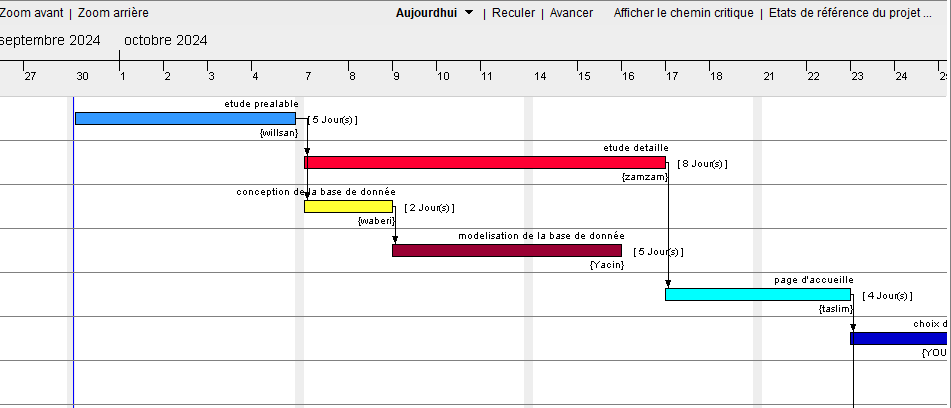 Zoom avant | Zoom arrière Aujourdhui | Reculer | Avancer Afficher le chemin critique | Etats de référence du projet ...
septembre 2024 octobre 2024
27 30 1 2 3 4 7 8 9 10 11 14 15 16 17 18 21 22 23 24 25
etude prealable
[ 5 Jour(s) ]
{willsan}
etude detaille
[ 8 Jour(s) ]
{zamzam}
conception de la base de donnée
[ 2 Jour(s) ]
{waberi}
modelisation de la base de donnée
[ 5 Jour(s) ]
{Yacin}
page d'accueille
[ 4 Jour(s) ]
{taslim}
choix d
{YOU